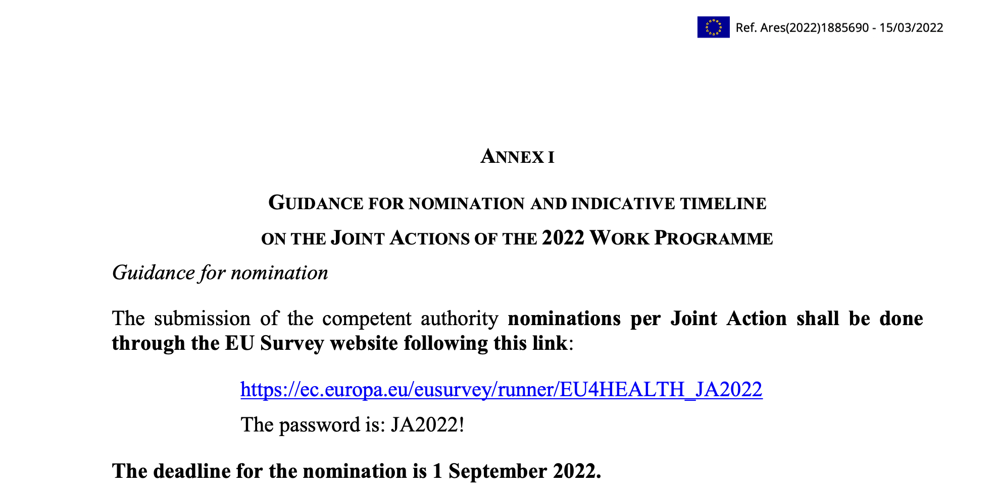 Ref. Ares(2022)1885690 - 15/03/2022
ANNEX I
GUIDANCE FOR NOMINATION AND INDICATIVE TIMELINE
ON THE JOINT ACTIONS OF THE 2022 WORK PROGRAMME
Guidance for nomination
The submission of the competent authority nominations per Joint Action shall be done
through the EU Survey website following this link:
https://ec.europa.eu/eusurvey/runner/EU4HEALTH_JA2022
The password is: JA2022!
The deadline for the nomination is 1 September 2022.